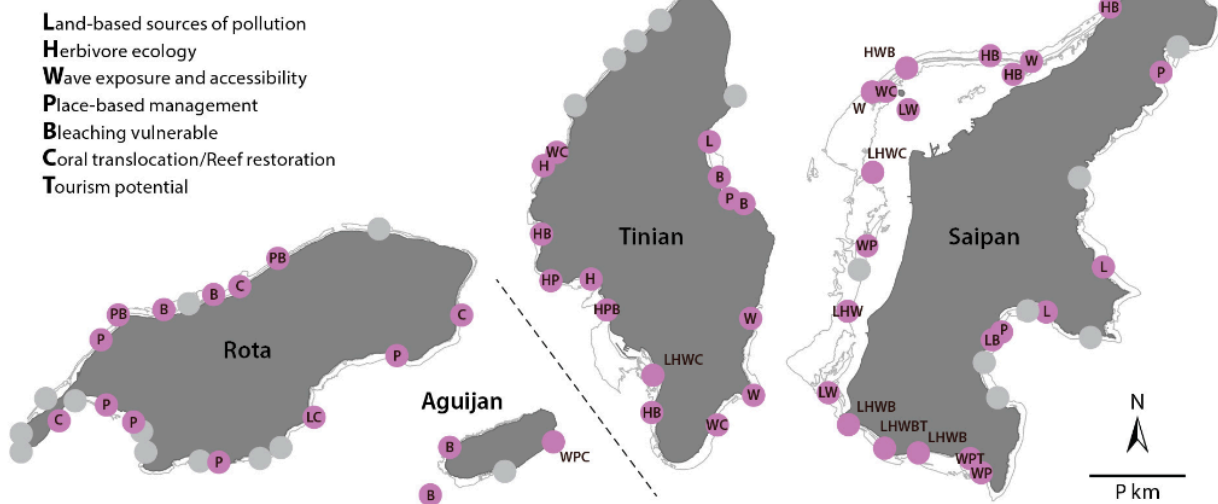 Land-based sources of pollution
Herbivore ecology
Wave exposure and accessibility
Place-based management
Bleaching vulnerable
Coral translocation/Reef restoration
Tourism potential
HB
HWB
HB
W
HB
P
W
WC
LW
WC
H
L
LHWC
B
P
B
HB
Tinian
WP
Saipan
PB
HP
H
L
B
B
C
PB
HPB
LHW
L
P
C
W
P
LB
Rota
P
LHWC
Aguijan
W
LW
C
P
P
LC
HB
WC
LHWB
N
B
WPC
LHWBT
LHWB
P
WPT
WP
B
P km